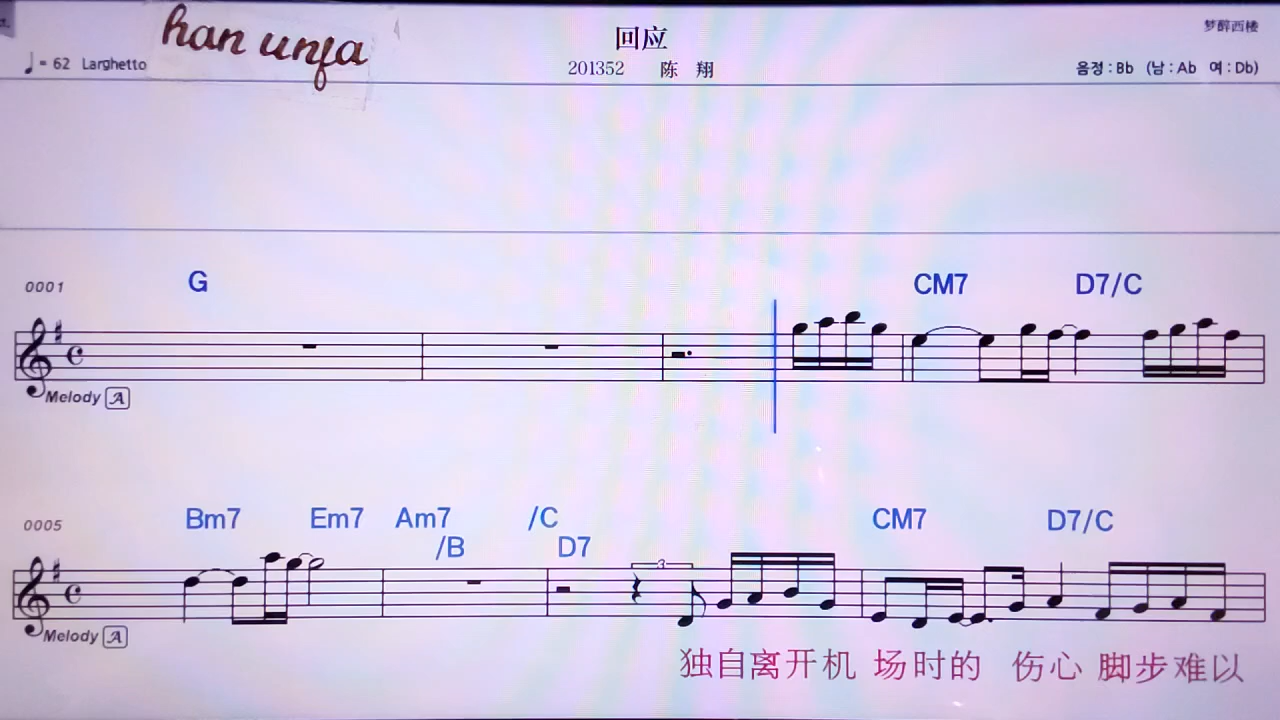 han unfa
回应
梦醉西楼
♩= 62 Larghetto
201352 陈 翔
음정 : Bb (남 : Ab 여 : Db)
0001 G CM7 D7/C
Melody A
0005 Bm7 Em7 Am7 /C CM7 D7/C
/B D7
3
Melody A
独自离开机 场时的 伤心 脚步难以